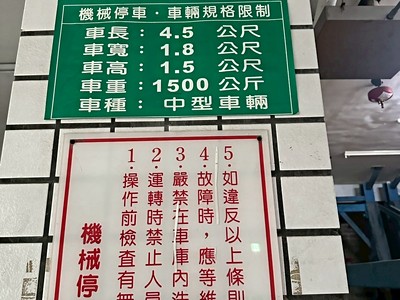 機械停車・車輛規格限制
車長：4.5 公尺
車寬：1.8 公尺
車高：1.5 公尺
車重：1500 公斤
車種：中型車輛
機械停
1.操作前檢查有無
2.運轉時禁止人員
3.嚴禁在車庫內洗
4.故障時，應等維
5.如違反以上條則